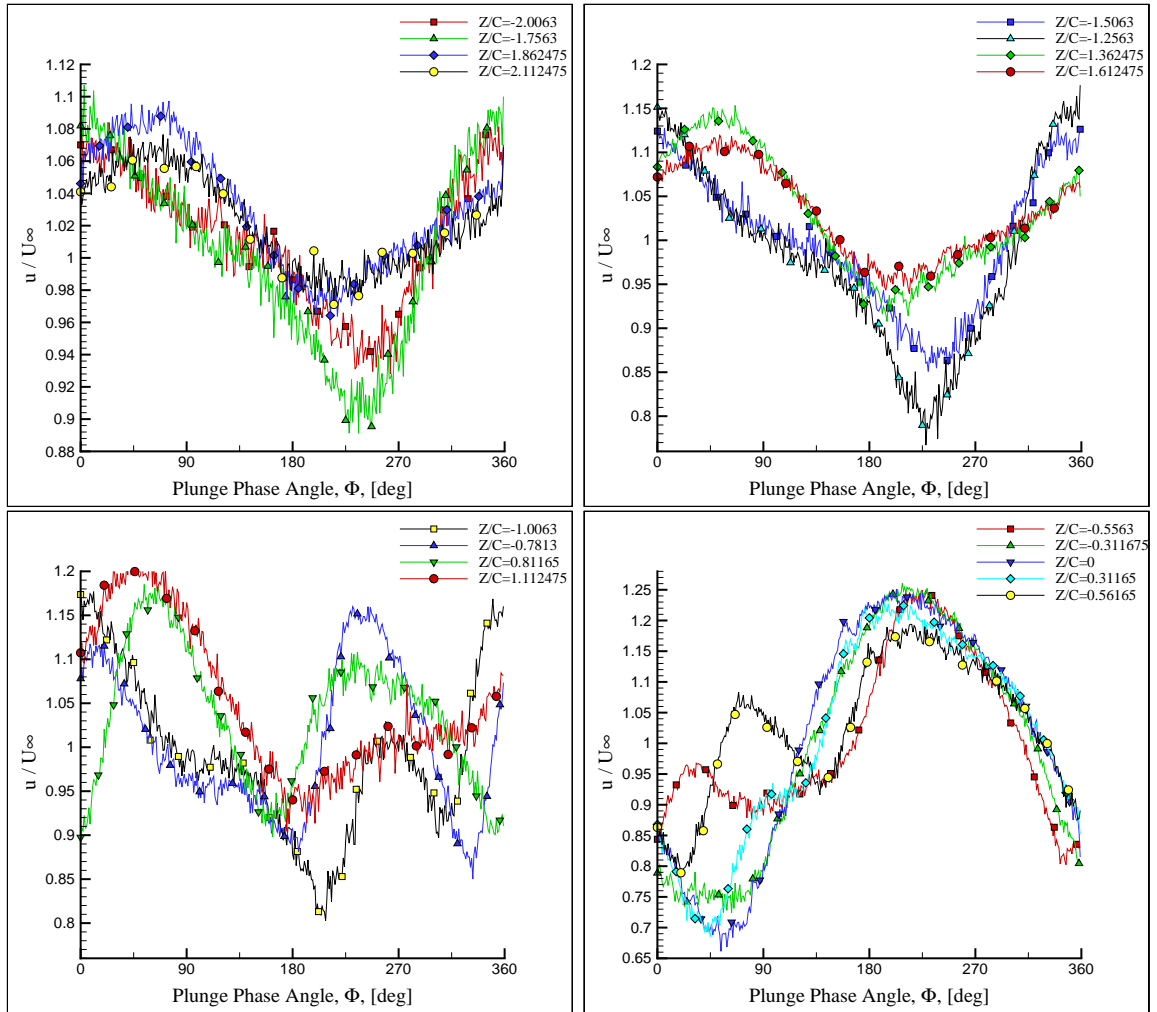 Z/C=-2.0063
Z/C=-1.7563
Z/C=1.862475
Z/C=2.112475
u / U∞
1.12
1.1
1.08
1.06
1.04
1.02
1
0.98
0.96
0.94
0.92
0.9
0.88
0 90 180 270 360
Plunge Phase Angle, Φ, [deg]
Z/C=-1.5063
Z/C=-1.2563
Z/C=1.362475
Z/C=1.612475
u / U∞
1.2
1.15
1.1
1.05
1
0.95
0.9
0.85
0.8
0 90 180 270 360
Plunge Phase Angle, Φ, [deg]
Z/C=-1.0063
Z/C=-0.7813
Z/C=0.81165
Z/C=1.112475
u / U∞
1.2
1.15
1.1
1.05
1
0.95
0.9
0.85
0.8
0 90 180 270 360
Plunge Phase Angle, Φ, [deg]
Z/C=-0.5563
Z/C=-0.311675
Z/C=0
Z/C=0.31165
Z/C=0.56165
u / U∞
1.25
1.2
1.15
1.1
1.05
1
0.95
0.9
0.85
0.8
0.75
0.7
0.65
0 90 180 270 360
Plunge Phase Angle, Φ, [deg]